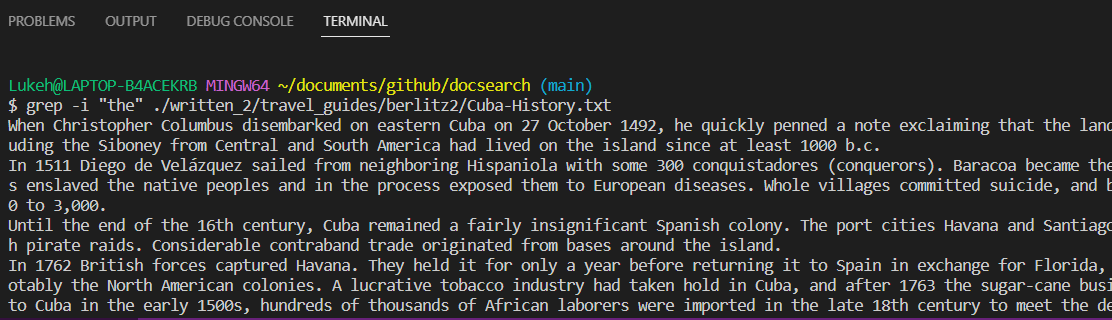 PROBLEMS OUTPUT DEBUG CONSOLE TERMINAL
Lukeh@LAPTOP-B4ACEKRB MINGW64 ~/documents/github/docsearch (main)
$ grep -i "the" ./written_2/travel_guides/berlitz2/Cuba-History.txt
When Christopher Columbus disembarked on eastern Cuba on 27 October 1492, he quickly penned a note exclaiming that the land
uding the Siboney from Central and South America had lived on the island since at least 1000 b.c.
In 1511 Diego de Velázquez sailed from neighboring Hispaniola with some 300 conquistadores (conquerors). Baracoa became the
s enslaved the native peoples and in the process exposed them to European diseases. Whole villages committed suicide, and b
0 to 3,000.
Until the end of the 16th century, Cuba remained a fairly insignificant Spanish colony. The port cities Havana and Santiago
h pirate raids. Considerable contraband trade originated from bases around the island.
In 1762 British forces captured Havana. They held it for only a year before returning it to Spain in exchange for Florida,
otably the North American colonies. A lucrative tobacco industry had taken hold in Cuba, and after 1763 the sugar-cane busi
to Cuba in the early 1500s, hundreds of thousands of African laborers were imported in the late 18th century to meet the de